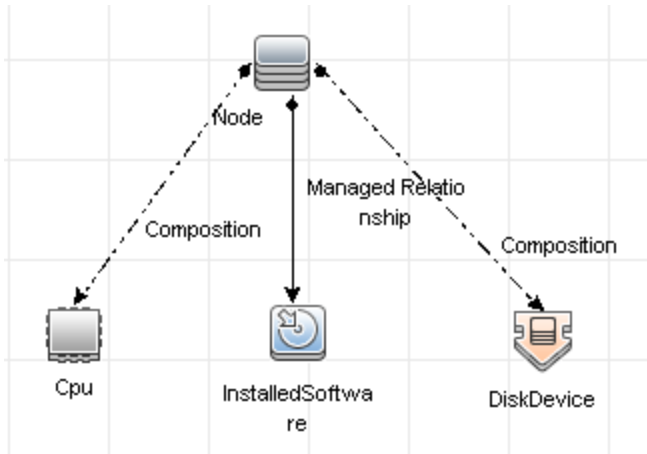 Node
Managed Relatio
nship
Composition
Composition
Cpu
InstalledSoftwa
re
DiskDevice